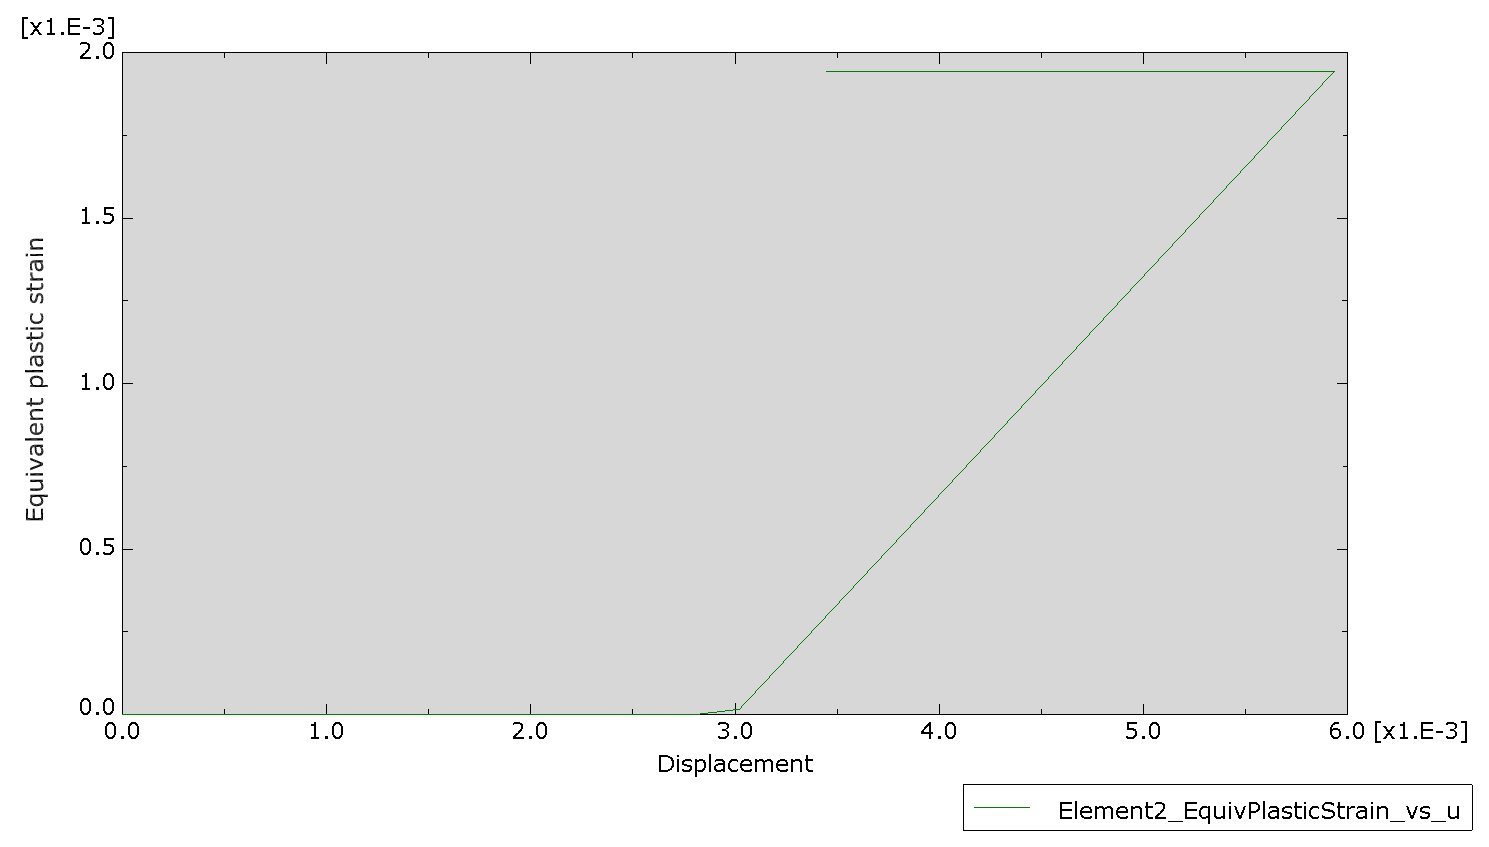 [x1.E-3]
2.0
1.5
1.0
0.5
0.0
Equivalent plastic strain
0.0 1.0 2.0 3.0 4.0 5.0 6.0 [x1.E-3]
Displacement
Element2_EquivPlasticStrain_vs_u